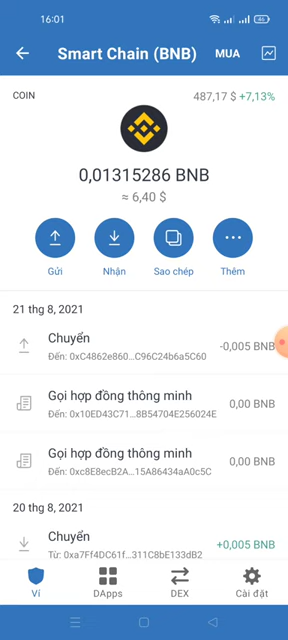 16:01
46
Smart Chain (BNB)
MUA
COIN
487,17 $ +7,13%
0,01315286 BNB
≈ 6,40 $
Gửi
Nhận
Sao chép
Thêm
21 thg 8, 2021
Chuyển
-0,005 BNB
Đến: 0xC4862e860...C96C24b6a5C60
Gọi hợp đồng thông minh
0,00 BNB
Đến: 0x10ED43C71...8B54704E256024E
Gọi hợp đồng thông minh
0,00 BNB
Đến: 0xc8E8ecB2A...15A86434aA0c5C
20 thg 8, 2021
Chuyển
+0,005 BNB
Từ: 0xa7Ff4DC61f...311C8bE133dB2
Ví
DApps
DEX
Cài đặt